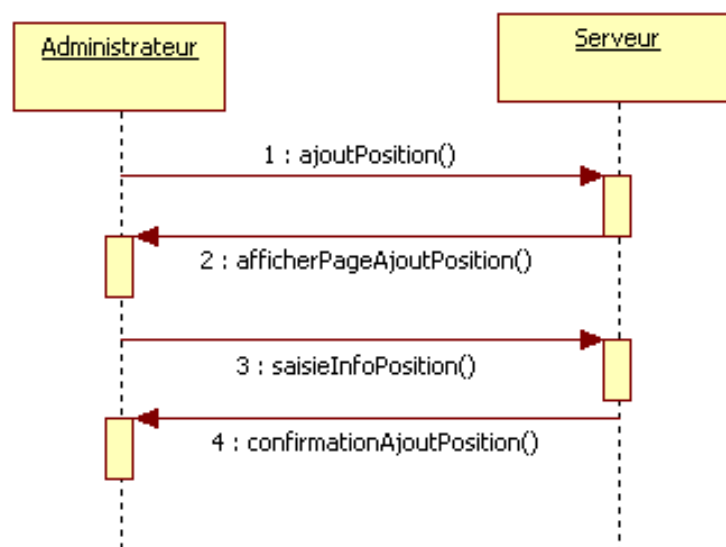 Administrateur
Serveur
1 : ajoutPosition()
2 : afficherPageAjoutPosition()
3 : saisieInfoPosition()
4 : confirmationAjoutPosition()